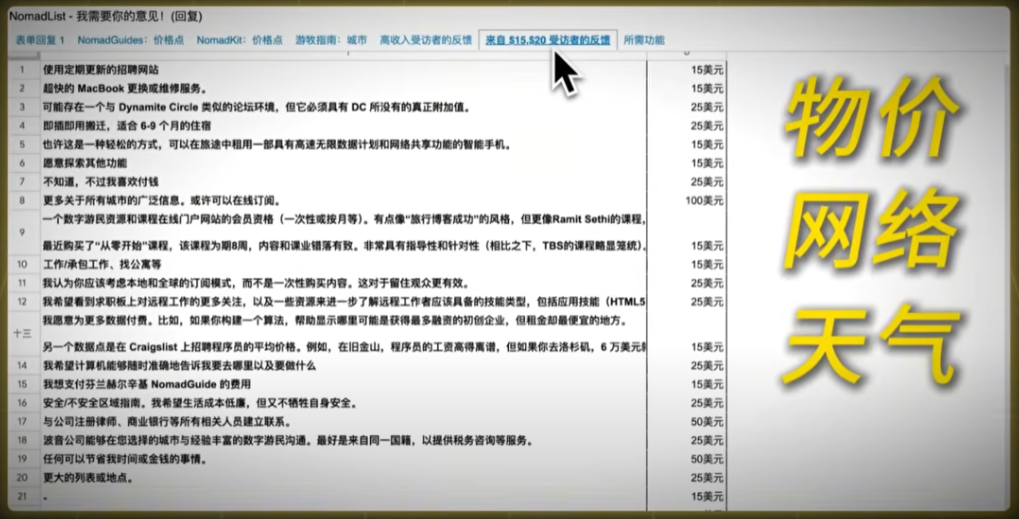 NomadList - 我需要你的意见！(回复)
表单回复 1 NomadGuides：价格点 NomadKit：价格点 游牧指南：城市 高收入受访者的反馈 来自 $15,$20 受访者的反馈 所需功能
1 使用定期更新的招聘网站 15美元
2 超快的 MacBook 更换或维修服务。 15美元
3 可能存在一个与 Dynamite Circle 类似的论坛环境，但它必须具有 DC 所没有的真正附加值。 25美元
4 即插即用搬迁，适合 6-9 个月的住宿 25美元
5 也许这是一种轻松的方式，可以在旅途中租用一部具有高速无限数据计划和网络共享功能的智能手机。 15美元
6 愿意探索其他功能 15美元
7 不知道，不过我喜欢付钱 25美元
8 更多关于所有城市的广泛信息。或许可以在线订阅。 100美元
一个数字游民资源和课程在线门户网站的会员资格（一次性或按月等）。有点像“旅行博客成功”的风格，但更像Ramit Sethi的课程，
9
最近购买了“从零开始”课程，该课程为期8周，内容和课业错落有致。非常具有指导性和针对性（相比之下，TBS的课程略显笼统）。 15美元
10 工作/承包工作、找公寓等 15美元
11 我认为你应该考虑本地和全球的订阅模式，而不是一次性购买内容。这对于留住观众更有效。 25美元
12 我希望看到求职板上对远程工作的更多关注，以及一些资源来进一步了解远程工作者应该具备的技能类型，包括应用技能（HTML5 25美元
我愿意为更多数据付费。比如，如果你构建一个算法，帮助显示哪里可能是获得最多融资的初创企业，但租金却最便宜的地方。
十三
另一个数据点是在 Craigslist 上招聘程序员的平均价格。例如，在旧金山，程序员的工资高得离谱，但如果你去洛杉矶，6 万美元 15美元
14 我希望计算机能够随时准确地告诉我要去哪里以及要做什么 25美元
15 我想支付芬兰赫尔辛基 NomadGuide 的费用 15美元
16 安全/不安全区域指南。我希望生活成本低廉，但又不牺牲自身安全。 25美元
17 与公司注册律师、商业银行等所有相关人员建立联系。 50美元
18 波音公司能够在您选择的城市与经验丰富的数字游民沟通。最好是来自同一国籍，以提供税务咨询等服务。 25美元
19 任何可以节省我时间或金钱的事情。 50美元
20 更大的列表或地点。 25美元
21 。 15美元
物价
网络
天气